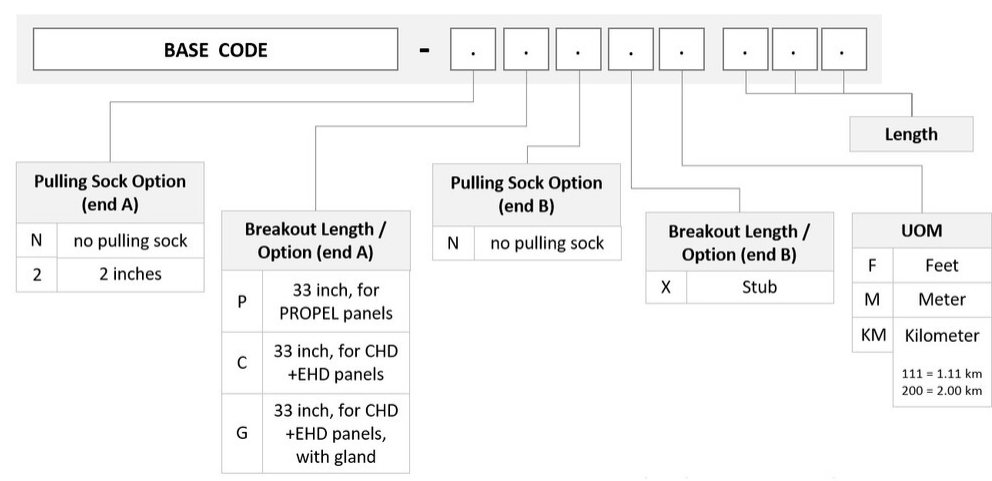 BASE CODE - . . . . . . . .
Length
Pulling Sock Option
(end A)
N no pulling sock
2 2 inches
Breakout Length /
Option (end A)
P 33 inch, for
PROPEL panels
C 33 inch, for CHD
+EHD panels
G 33 inch, for CHD
+EHD panels,
with gland
Pulling Sock Option
(end B)
N no pulling sock
Breakout Length /
Option (end B)
X Stub
UOM
F Feet
M Meter
KM Kilometer
111 = 1.11 km
200 = 2.00 km